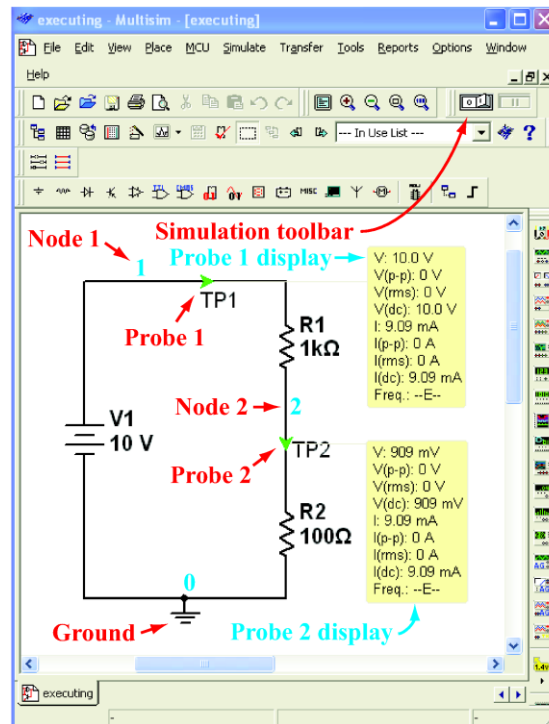 executing - Multisim - [executing]
File Edit View Place MCU Simulate Transfer Tools Reports Options Window
Help
--- In Use List ---
?
MISC
Simulation toolbar
Node 1
1
Probe 1 display
TP1
Probe 1
V: 10.0 V
V(p-p): 0 V
V(rms): 0 V
V(dc): 10.0 V
I: 9.09 mA
I(p-p): 0 A
I(rms): 0 A
I(dc): 9.09 mA
Freq.: --E--
R1
1kΩ
Node 2
2
V1
10 V
TP2
Probe 2
V: 909 mV
V(p-p): 0 V
V(rms): 0 V
V(dc): 909 mV
I: 9.09 mA
I(p-p): 0 A
I(rms): 0 A
I(dc): 9.09 mA
Freq.: --E--
R2
100Ω
0
Ground
Probe 2 display
AG
1.4v
executing